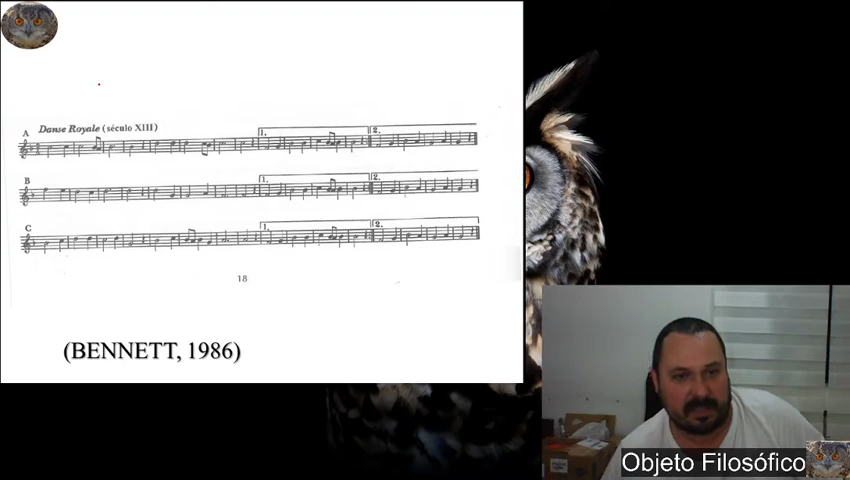 A Danse Royale (século XIII)
1. 2.
B
1. 2.
C
1. 2.
18
(BENNETT, 1986)
Objeto Filosófico